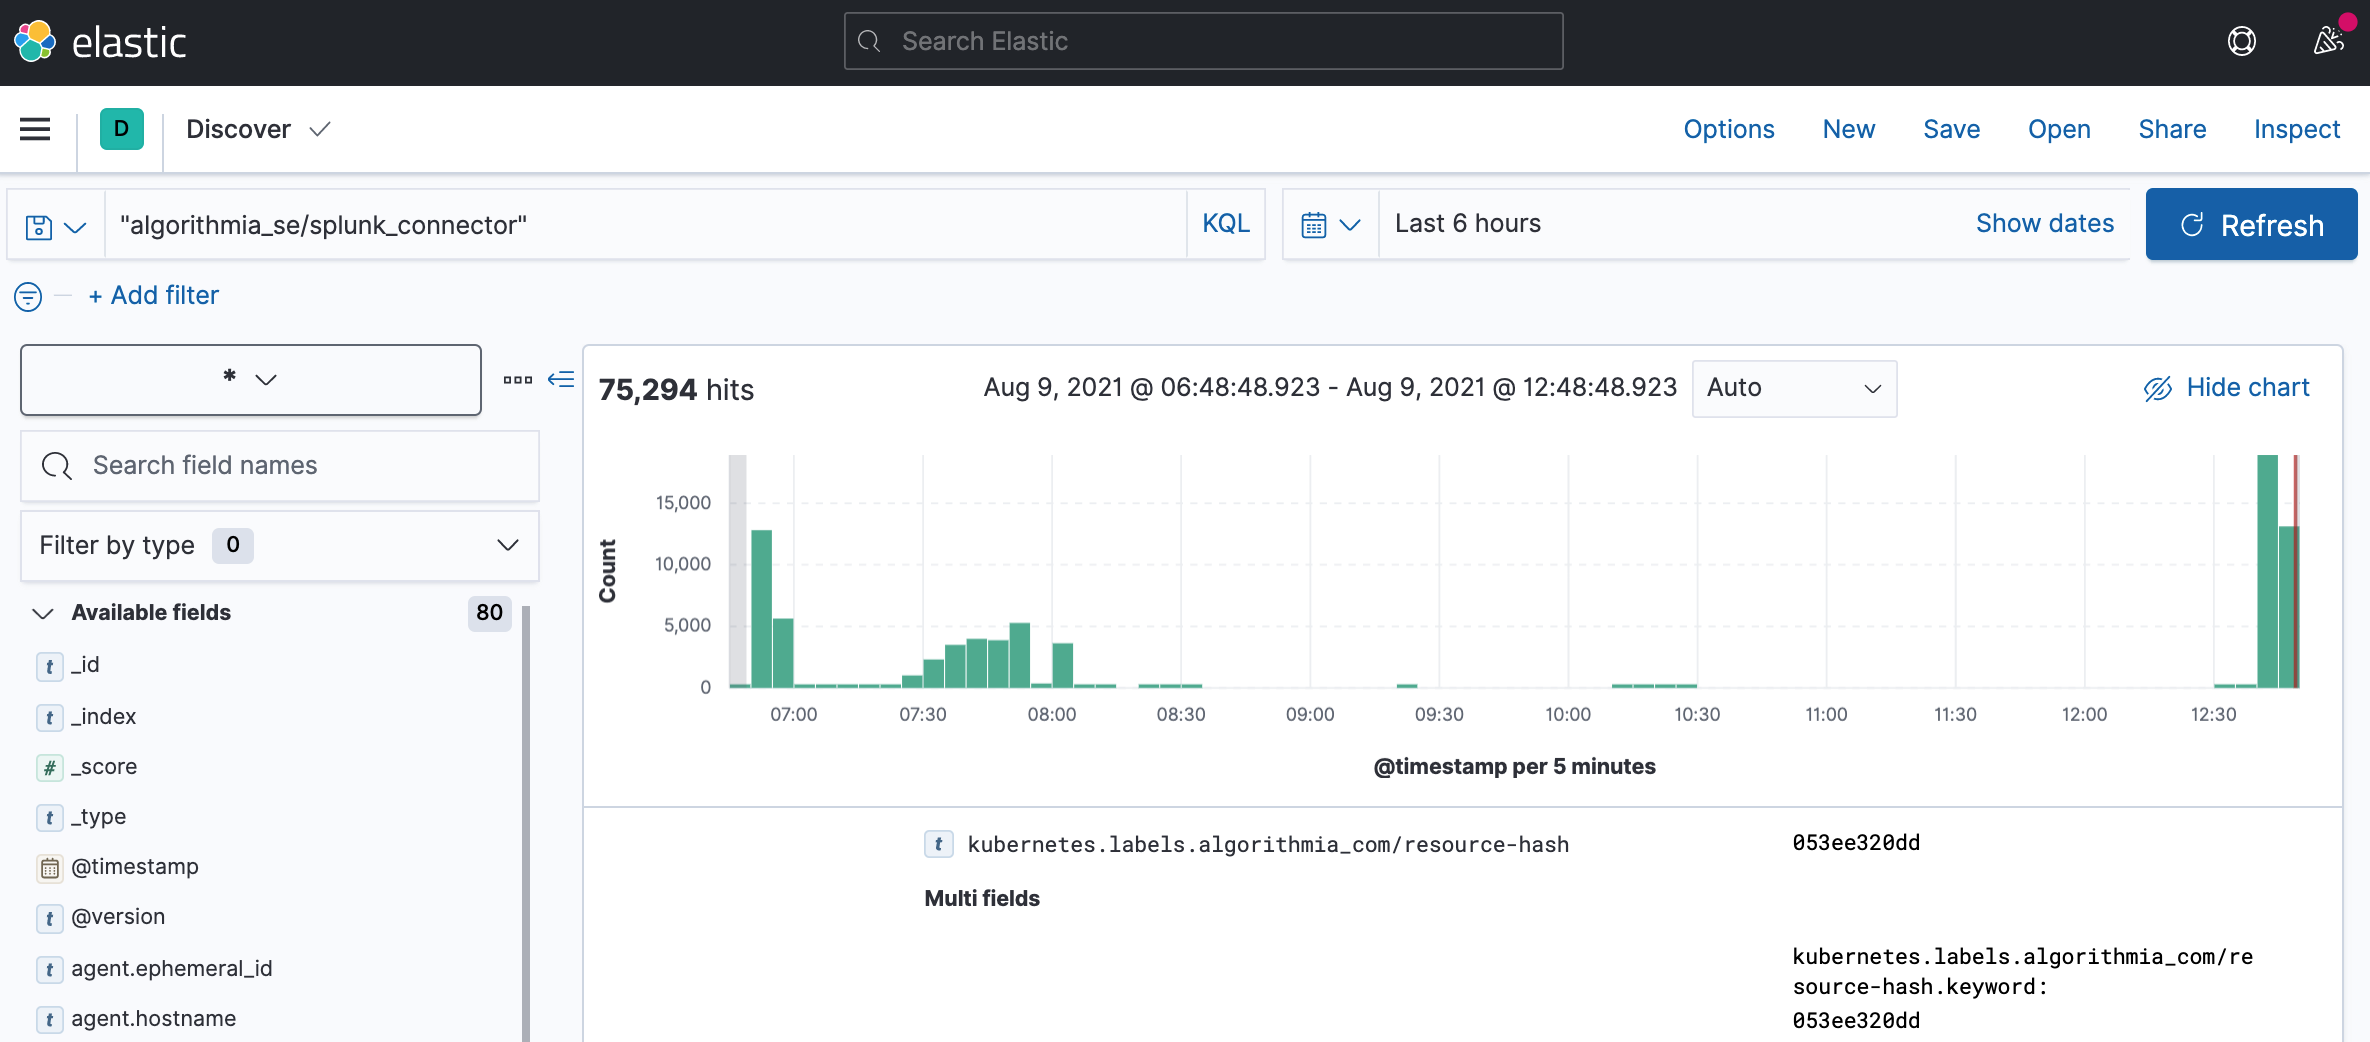 elastic
Search Elastic
D Discover
Options New Save Open Share Inspect
"algorithmia_se/splunk_connector" KQL Last 6 hours Show dates Refresh
+ Add filter
*
75,294 hits Aug 9, 2021 @ 06:48:48.923 - Aug 9, 2021 @ 12:48:48.923 Auto Hide chart
Search field names
Filter by type 0
Available fields 80
t _id
t _index
# _score
t _type
@timestamp
t @version
t agent.ephemeral_id
t agent.hostname
Count
15,000
10,000
5,000
0
07:00 07:30 08:00 08:30 09:00 09:30 10:00 10:30 11:00 11:30 12:00 12:30
@timestamp per 5 minutes
t kubernetes.labels.algorithmia_com/resource-hash 053ee320dd
Multi fields
kubernetes.labels.algorithmia_com/re
source-hash.keyword:
053ee320dd